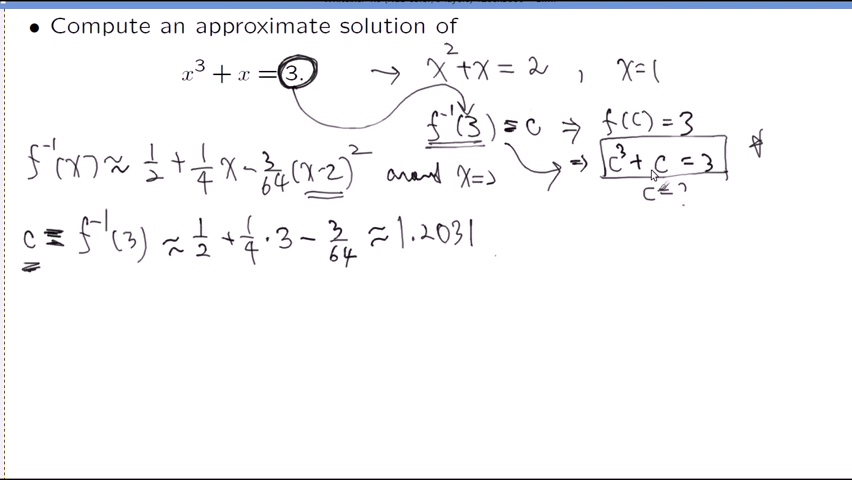 • Compute an approximate solution of
x³ + x = 3. → x² + x = 2 , x = 1
f⁻¹(3) = c ⇒ f(c) = 3
f⁻¹(x) ≈ 1/2 + 1/4 x − 3/64 (x−2)² around x=2 ⇒ c³ + c = 3
c = ?
c = f⁻¹(3) ≈ 1/2 + 1/4 · 3 − 3/64 ≈ 1.2031